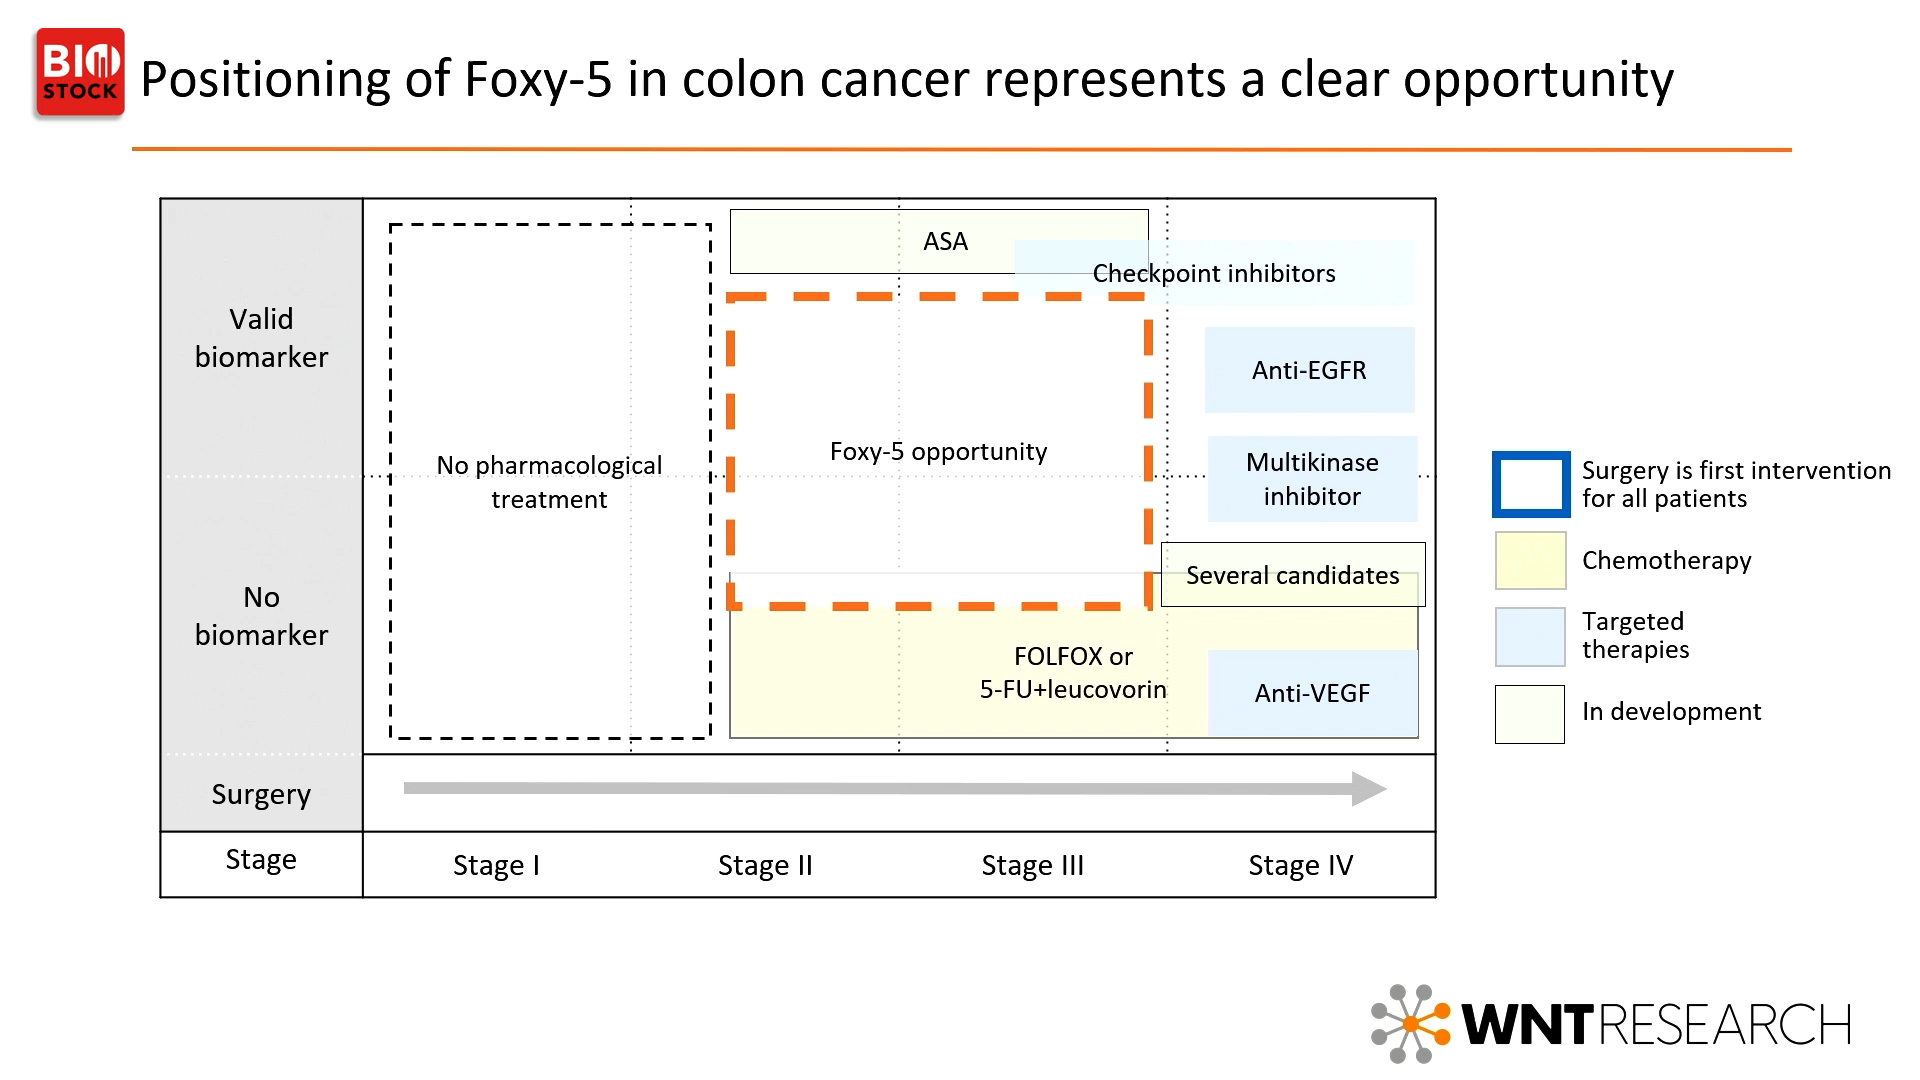 BIO
STOCK
Positioning of Foxy-5 in colon cancer represents a clear opportunity
Valid
biomarker
No
biomarker
Surgery
Stage
No pharmacological
treatment
ASA
Checkpoint inhibitors
Foxy-5 opportunity
Anti-EGFR
Multikinase
inhibitor
Several candidates
FOLFOX or
5-FU+leucovorin
Anti-VEGF
Stage I
Stage II
Stage III
Stage IV
Surgery is first intervention
for all patients
Chemotherapy
Targeted
therapies
In development
WNTRESEARCH